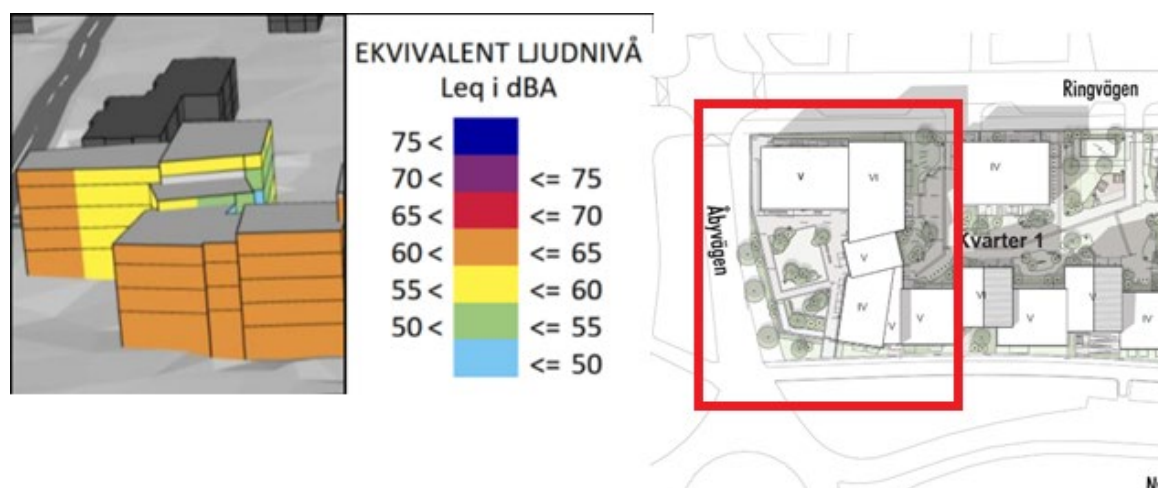 EKVIVALENT LJUDNIVÅ
Leq i dBA
75 <
70 < <= 75
65 < <= 70
60 < <= 65
55 < <= 60
50 < <= 55
<= 50
Ringvägen
Åbyvägen
V
VI
IV
Kvarter 1
V
IV
V
V
VI
V
V
IV